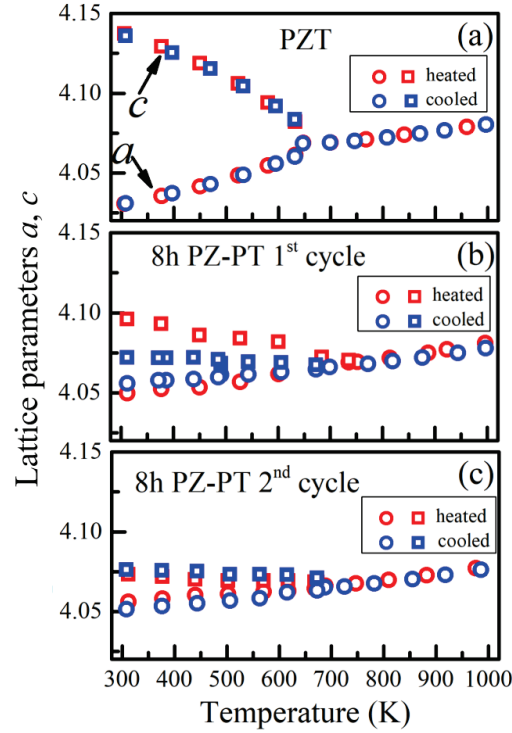 Lattice parameters a, c
4.15
4.10
4.05
PZT
(a)
heated
cooled
c
a
4.15
4.10
4.05
8h PZ-PT 1st cycle
(b)
heated
cooled
4.15
4.10
4.05
8h PZ-PT 2nd cycle
(c)
heated
cooled
300 400 500 600 700 800 900 1000
Temperature (K)